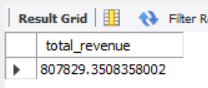 Result Grid Filter R
total_revenue
807829.3508358002